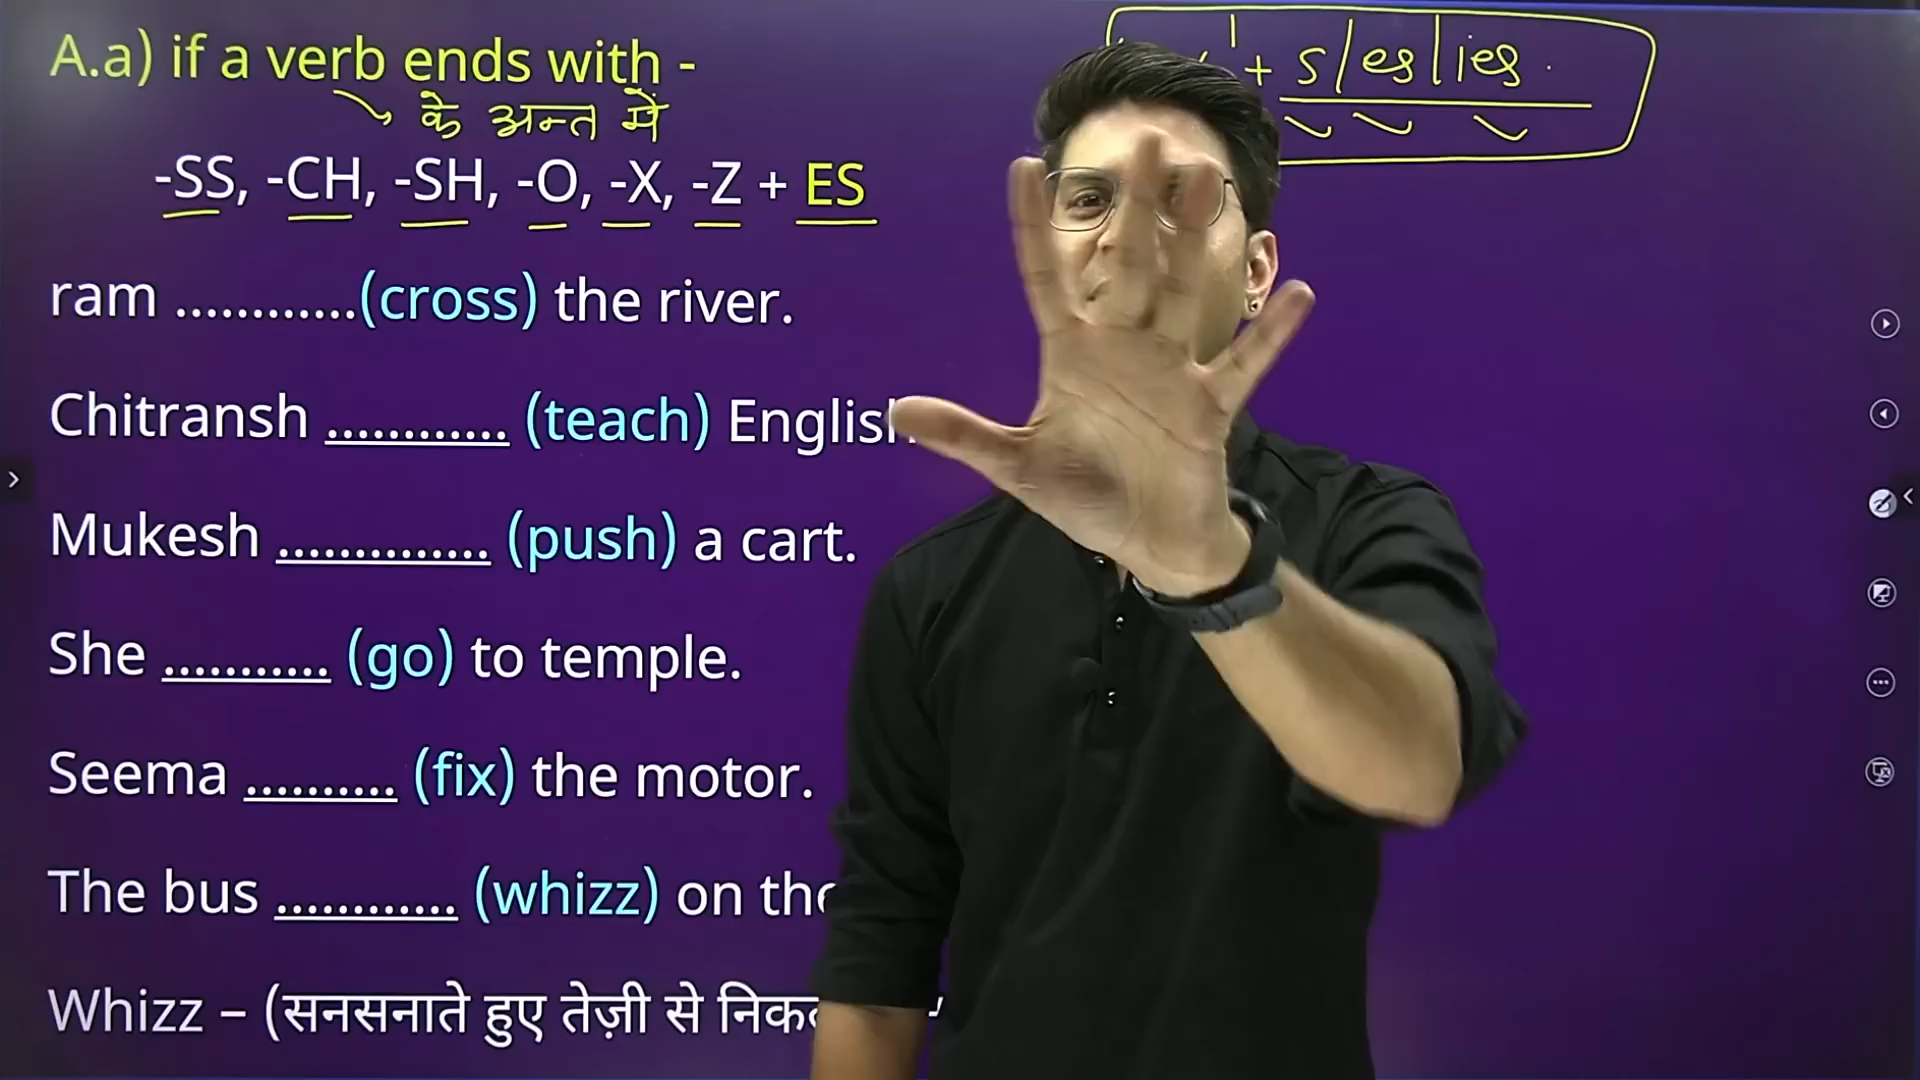 A.a) if a verb ends with -
के अन्त में
+ s/es/ies.
-SS, -CH, -SH, -O, -X, -Z + ES
ram ............(cross) the river.
Chitransh ............ (teach) English
Mukesh .............. (push) a cart.
She ........... (go) to temple.
Seema .......... (fix) the motor.
The bus ............ (whizz) on the
Whizz – (सनसनाते हुए तेज़ी से